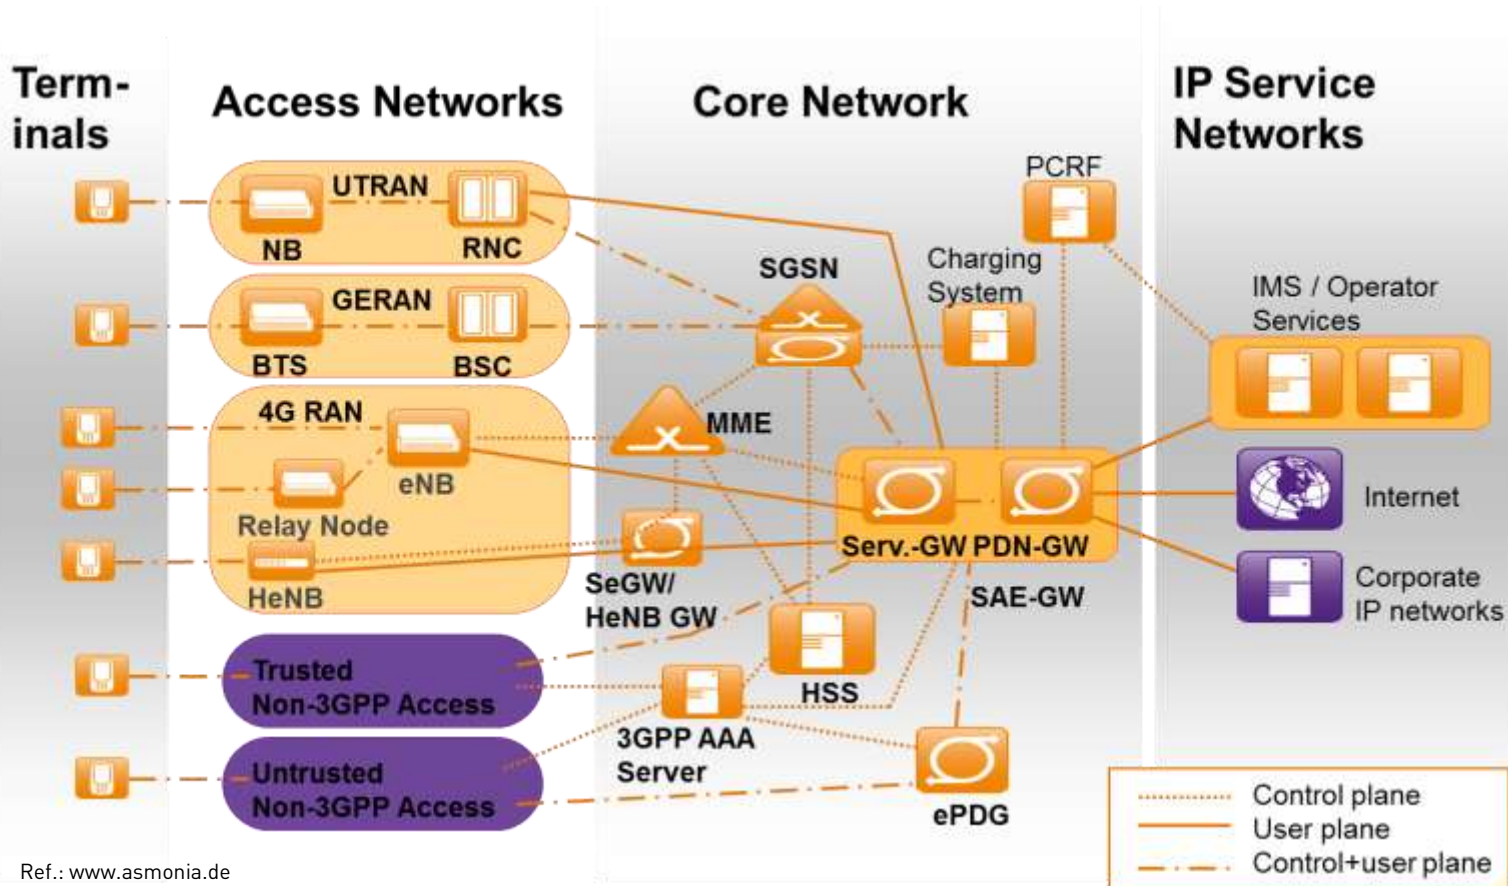 Term-
inals
Access Networks
Core Network
IP Service
Networks
UTRAN
NB
RNC
GERAN
BTS
BSC
4G RAN
eNB
Relay Node
HeNB
Trusted
Non-3GPP Access
Untrusted
Non-3GPP Access
PCRF
SGSN
Charging
System
MME
Serv.-GW
PDN-GW
SAE-GW
SeGW/
HeNB GW
HSS
3GPP AAA
Server
ePDG
IMS / Operator
Services
Internet
Corporate
IP networks
Control plane
User plane
Control+user plane
Ref.: www.asmonia.de